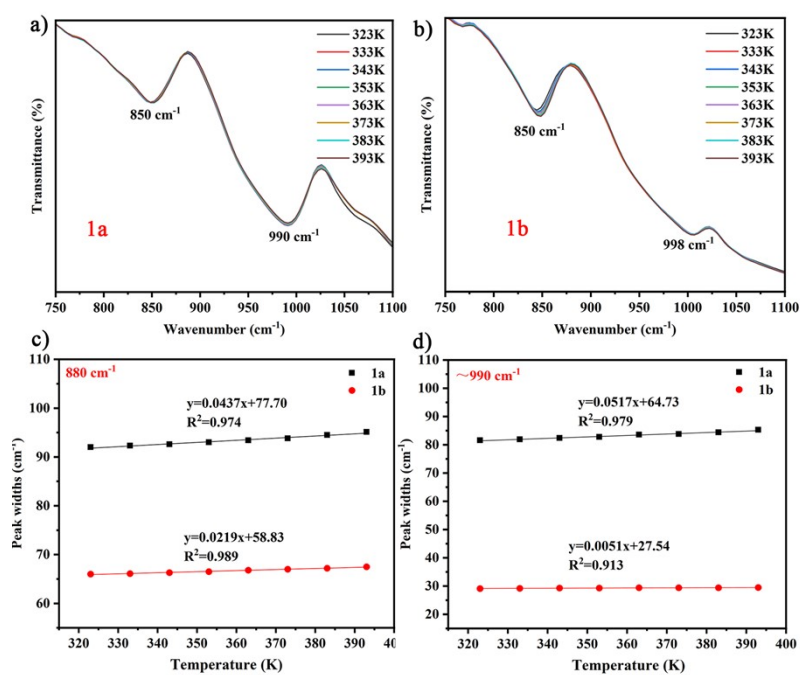 a)
323K
333K
343K
353K
363K
373K
383K
393K
850 cm⁻¹
990 cm⁻¹
1a
Transmittance (%)
750 800 850 900 950 1000 1050 1100
Wavenumber (cm⁻¹)
b)
323K
333K
343K
353K
363K
373K
383K
393K
850 cm⁻¹
998 cm⁻¹
1b
Transmittance (%)
750 800 850 900 950 1000 1050 1100
Wavenumber (cm⁻¹)
c)
880 cm⁻¹
1a
1b
y=0.0437x+77.70
R²=0.974
y=0.0219x+58.83
R²=0.989
Peak widths (cm⁻¹)
110
100
90
80
70
60
320 330 340 350 360 370 380 390 40
Temperature (K)
d)
~990 cm⁻¹
1a
1b
y=0.0517x+64.73
R²=0.979
y=0.0051x+27.54
R²=0.913
Peak widths (cm⁻¹)
100
90
80
70
60
50
40
30
20
320 330 340 350 360 370 380 390 400
Temperature (K)